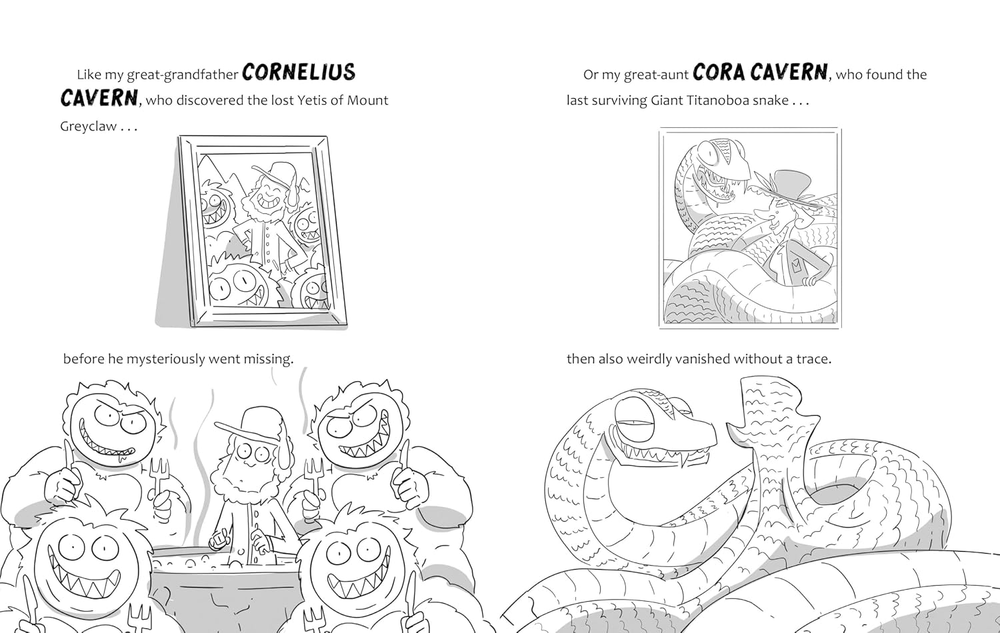 Like my great-grandfather CORNELIUS
CAVERN, who discovered the lost Yetis of Mount
Greyclaw . . .
before he mysteriously went missing.
Or my great-aunt CORA CAVERN, who found the
last surviving Giant Titanoboa snake . . .
then also weirdly vanished without a trace.